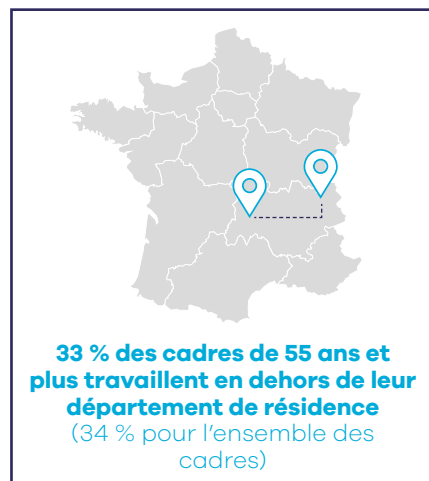 33 % des cadres de 55 ans et
plus travaillent en dehors de leur
département de résidence
(34 % pour l'ensemble des
cadres)